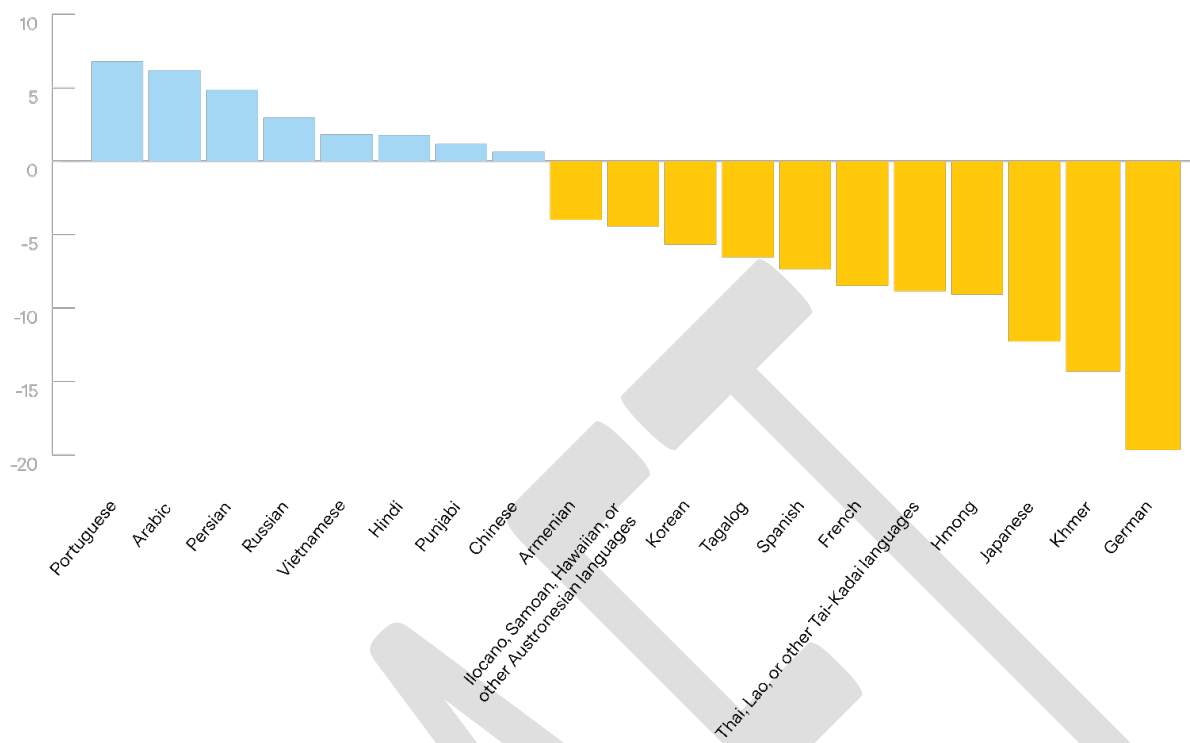 10
5
0
-5
-10
-15
-20
Portuguese
Arabic
Persian
Russian
Vietnamese
Hindi
Punjabi
Chinese
Armenian
Ilocano, Samoan, Hawaiian, or
other Austronesian languages
Korean
Tagalog
Spanish
French
Thai, Lao, or other Tai-Kadai languages
Hmong
Japanese
Khmer
German